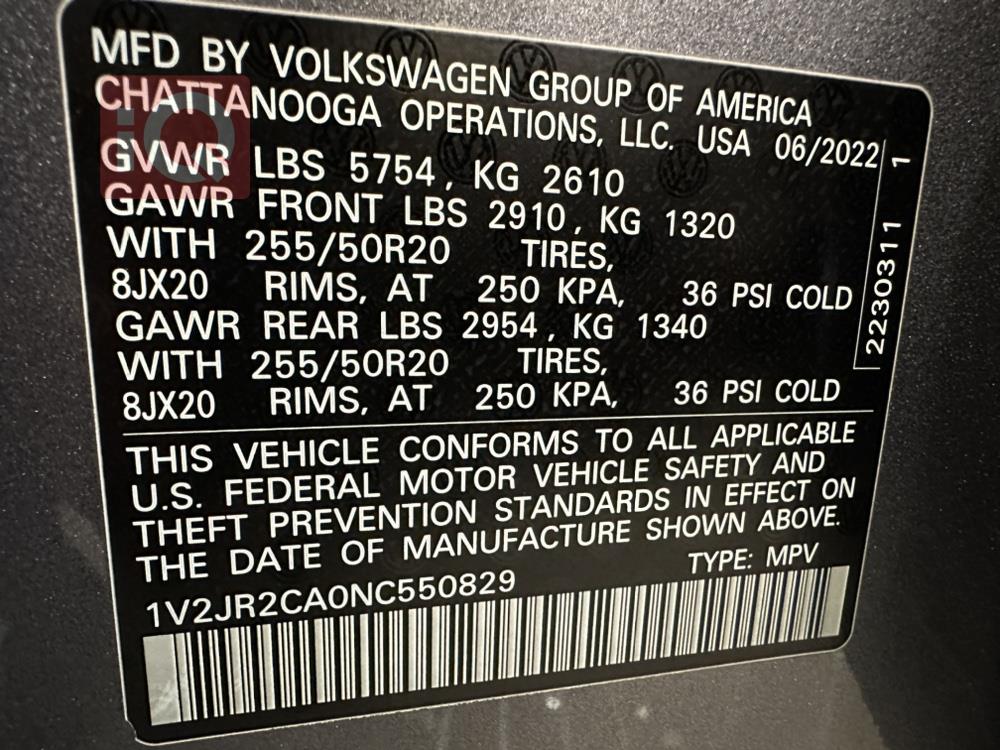 MFD BY VOLKSWAGEN GROUP OF AMERICA
CHATTANOOGA OPERATIONS, LLC. USA 06/2022
GVWR LBS 5754, KG 2610
GAWR FRONT LBS 2910, KG 1320
WITH 255/50R20 TIRES,
8JX20 RIMS, AT 250 KPA, 36 PSI COLD
GAWR REAR LBS 2954, KG 1340
WITH 255/50R20 TIRES,
8JX20 RIMS, AT 250 KPA, 36 PSI COLD
2230311 1
THIS VEHICLE CONFORMS TO ALL APPLICABLE
U.S. FEDERAL MOTOR VEHICLE SAFETY AND
THEFT PREVENTION STANDARDS IN EFFECT ON
THE DATE OF MANUFACTURE SHOWN ABOVE.
TYPE: MPV
1V2JR2CA0NC550829
iQ